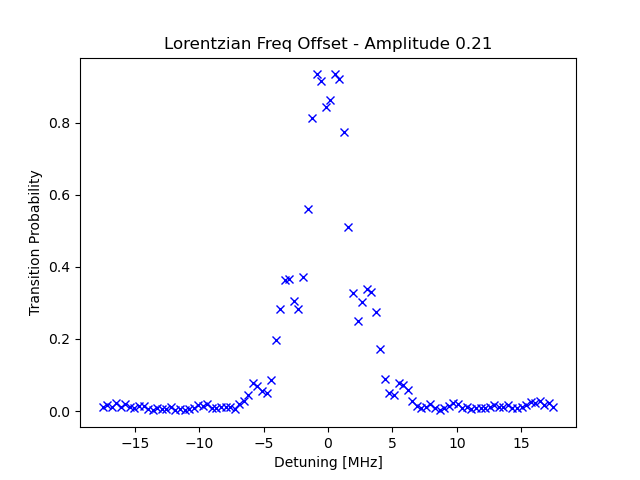 Lorentzian Freq Offset - Amplitude 0.21
Transition Probability
0.8
0.6
0.4
0.2
0.0
−15 −10 −5 0 5 10 15
Detuning [MHz]